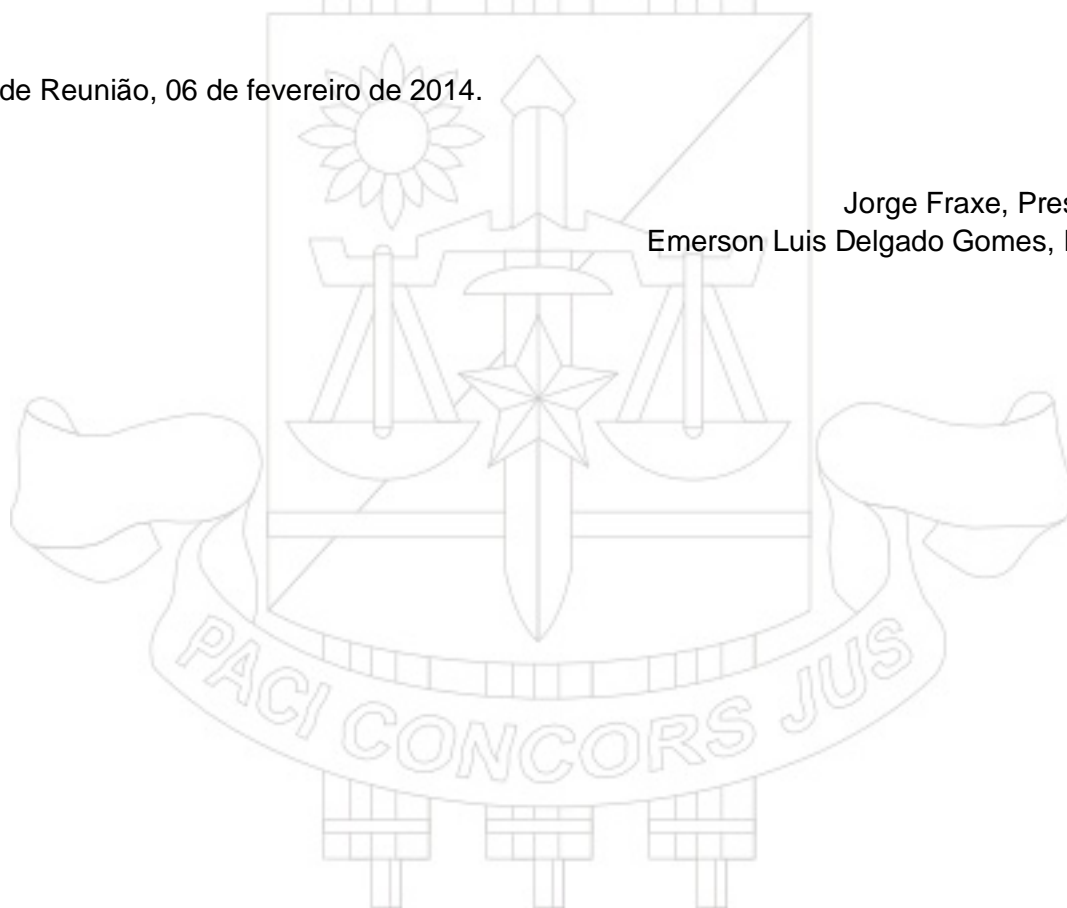 de Reunião, 06 de fevereiro de 2014.
Jorge Fraxe, Pres
Emerson Luis Delgado Gomes,
PACI CONCORS JUS